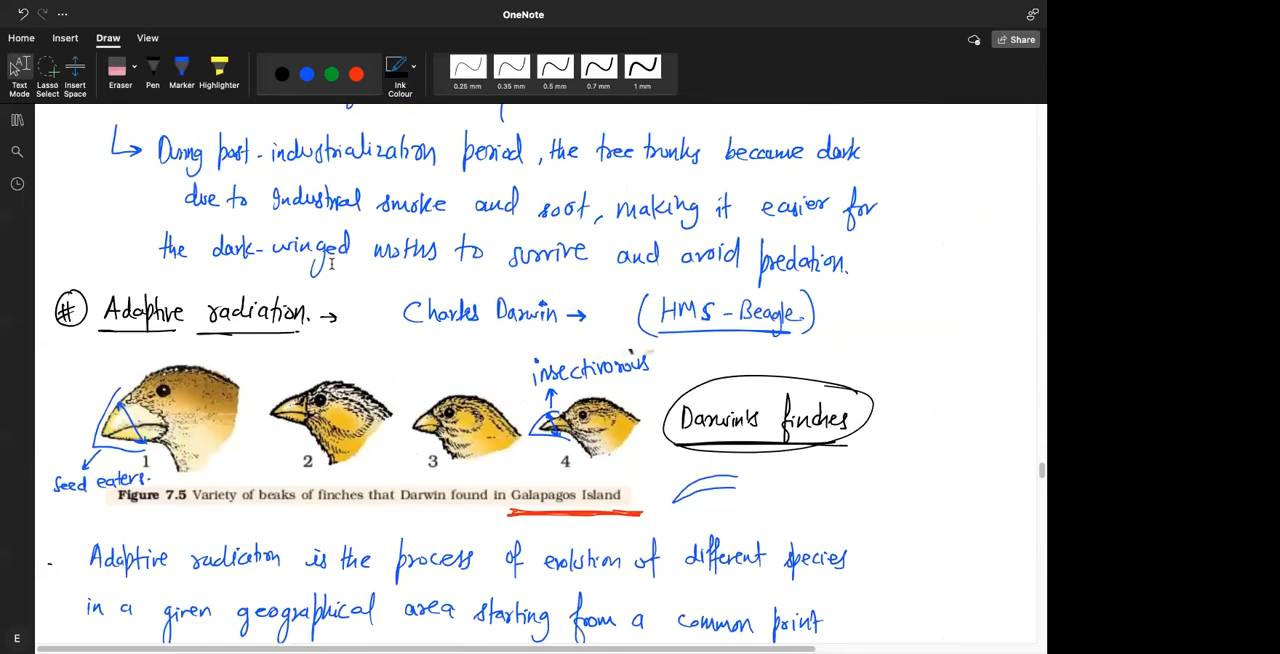 OneNote
Home Insert Draw View
Share
Text Mode
Lasso Select
Insert Space
Eraser
Pen
Marker
Highlighter
Ink Colour
0.25 mm
0.35 mm
0.5 mm
0.7 mm
1 mm
↳ During post-industrialization period, the tree trunks became dark
due to Industrial smoke and soot, making it easier for
the dark-winged moths to survive and avoid predation.
# Adaptive radiation. → Charles Darwin → (HMS - Beagle)
insectivorous
Darwin's finches
1 2 3 4
seed eaters.
Figure 7.5 Variety of beaks of finches that Darwin found in Galapagos Island
Adaptive radiation is the process of evolution of different species
in a given geographical area starting from a common print
E